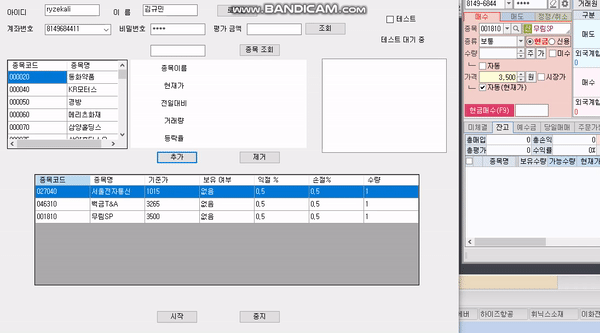 아이디 ryzekali 이 름 김규민
www.BANDICAM.com
계좌번호 8149684411 비밀번호 **** 평가 금액 조회
종목 조회
테스트
테스트 대기 중
종목코드 종목명
000020 동화약품
000040 KR모터스
000050 경방
000060 메리츠화재
000070 삼양홀딩스
종목이름
현재가
전일대비
거래량
등락률
추가 제거
종목코드 종목명 기준가 보유 여부 익절 % 손절% 수량
027040 서울전자통신 1015 없음 0,5 0,5 1
046310 백금T&A 3265 없음 0,5 0,5 1
001810 무림SP 3500 없음 0,5 0,5 1
시작 중지
8149-6844 ****
매수 매도 정정/취소
종목 001810 무림SP
종류 보통 현금 신용
수량 주 가 미수
자동
가격 3,500 원 시장가
자동(현재가)
현금매수(F9)
거래원
구분
매도
외국계합
매수
외국계합
미체결 잔고 예수금 당일매매 주문가
총매입 0 총손익 0
총평가 0 총수익률 0%
종목명 보유수량 가능수량 현재가
네버 하이즈항공 휘닉스소재 이화전